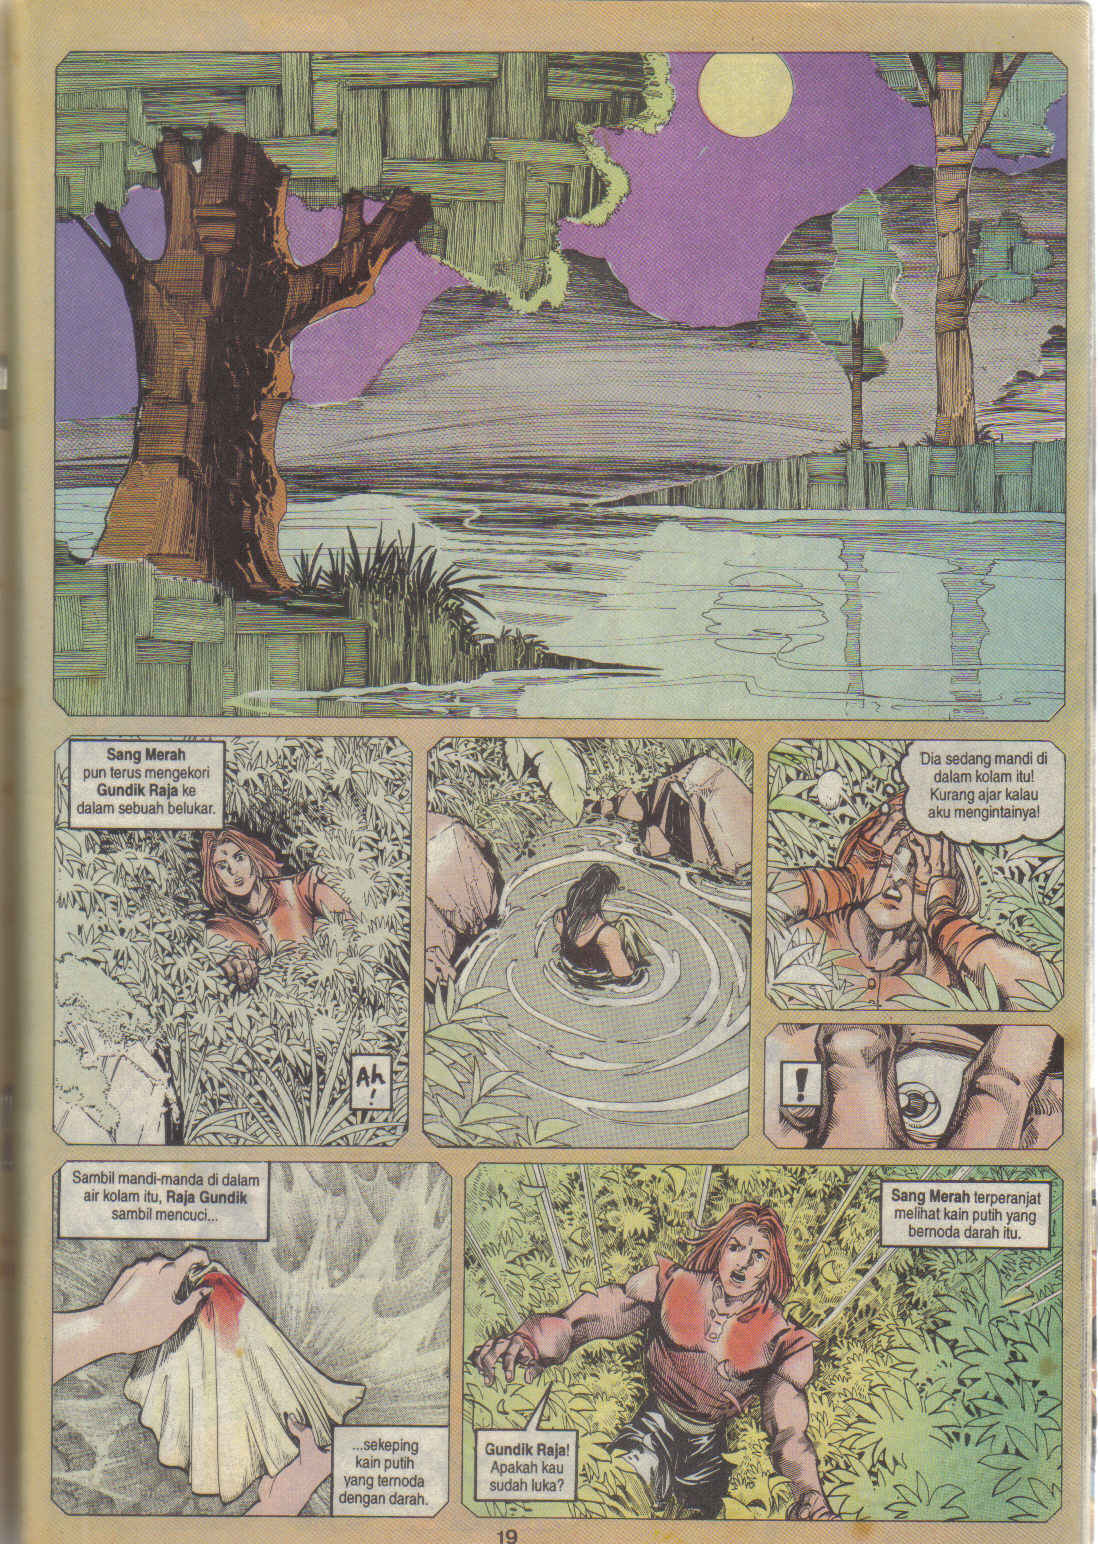 Sang Merah
pun terus mengekori
Gundik Raja ke
dalam sebuah belukar.
Ah
!
Dia sedang mandi di
dalam kolam itu!
Kurang ajar kalau
aku mengintainya!
!
Sambil mandi-manda di dalam
air kolam itu, Raja Gundik
sambil mencuci...
...sekeping
kain putih
yang ternoda
dengan darah.
Sang Merah terperanjat
melihat kain putih yang
bernoda darah itu.
Gundik Raja!
Apakah kau
sudah luka?
19